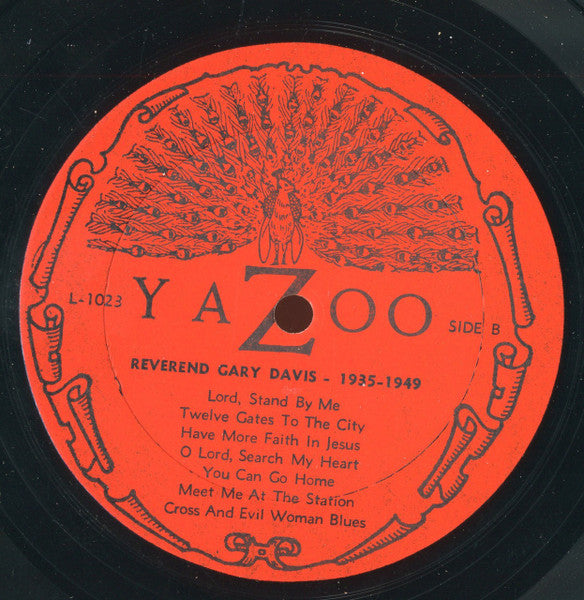 YAZOO
L-1023
SIDE B
REVEREND GARY DAVIS - 1935-1949
Lord, Stand By Me
Twelve Gates To The City
Have More Faith In Jesus
O Lord, Search My Heart
You Can Go Home
Meet Me At The Station
Cross And Evil Woman Blues